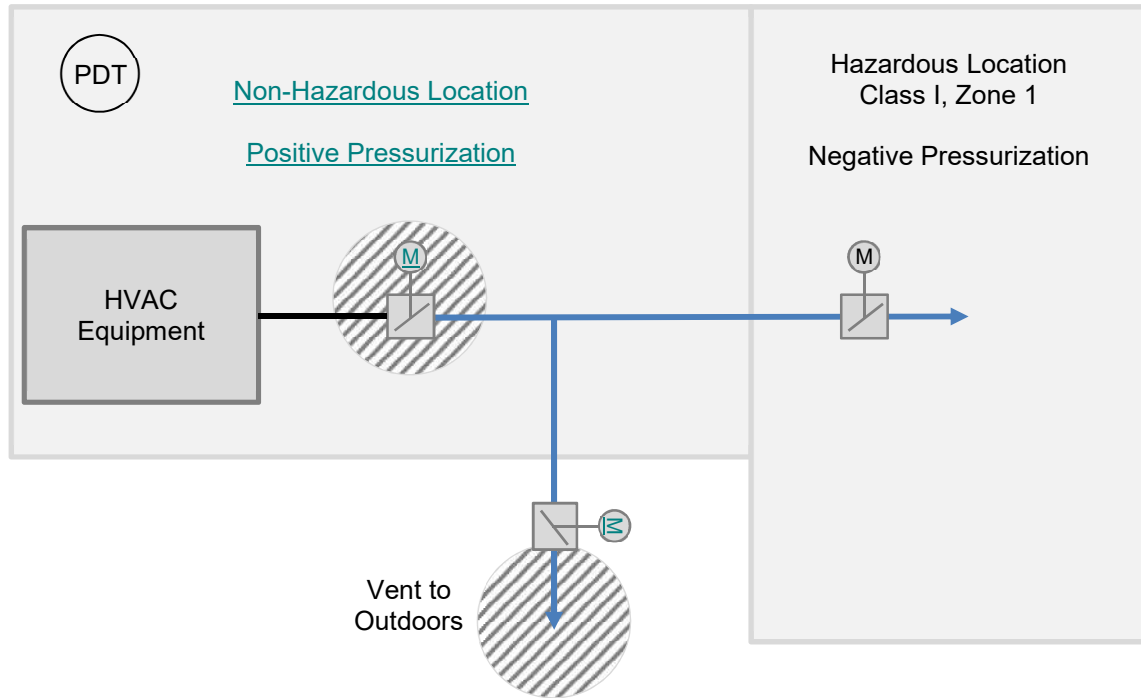 PDT
Non-Hazardous Location
Positive Pressurization
Hazardous Location
Class I, Zone 1
Negative Pressurization
HVAC
Equipment
M
M
M
Vent to
Outdoors